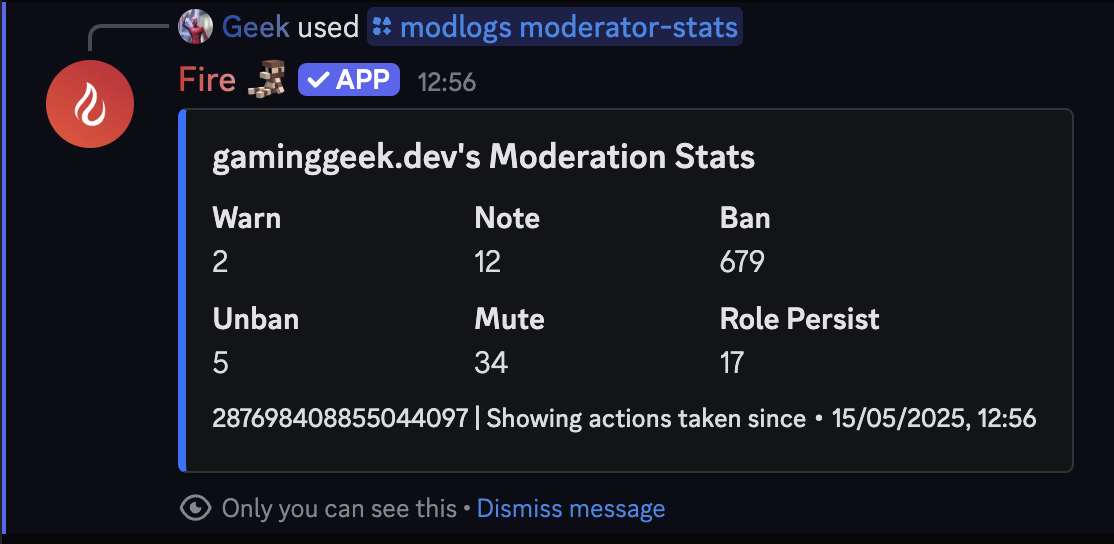 Geek used modlogs moderator-stats
Fire APP 12:56
gaminggeek.dev's Moderation Stats
Warn Note Ban
2 12 679
Unban Mute Role Persist
5 34 17
287698408855044097 | Showing actions taken since • 15/05/2025, 12:56
Only you can see this • Dismiss message